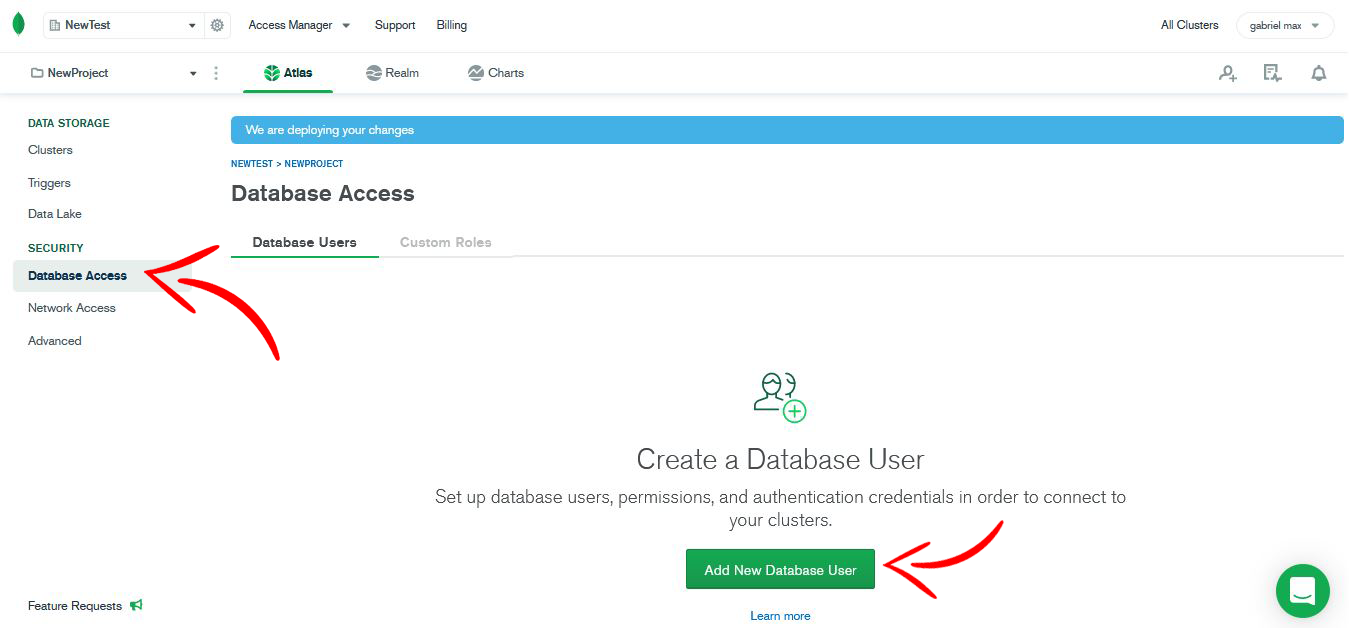 NewTest
Access Manager
Support
Billing
All Clusters
gabriel max
NewProject
Atlas
Realm
Charts
DATA STORAGE
Clusters
Triggers
Data Lake
SECURITY
Database Access
Network Access
Advanced
Feature Requests
We are deploying your changes
NEWTEST > NEWPROJECT
Database Access
Database Users
Custom Roles
Create a Database User
Set up database users, permissions, and authentication credentials in order to connect to
your clusters.
Add New Database User
Learn more